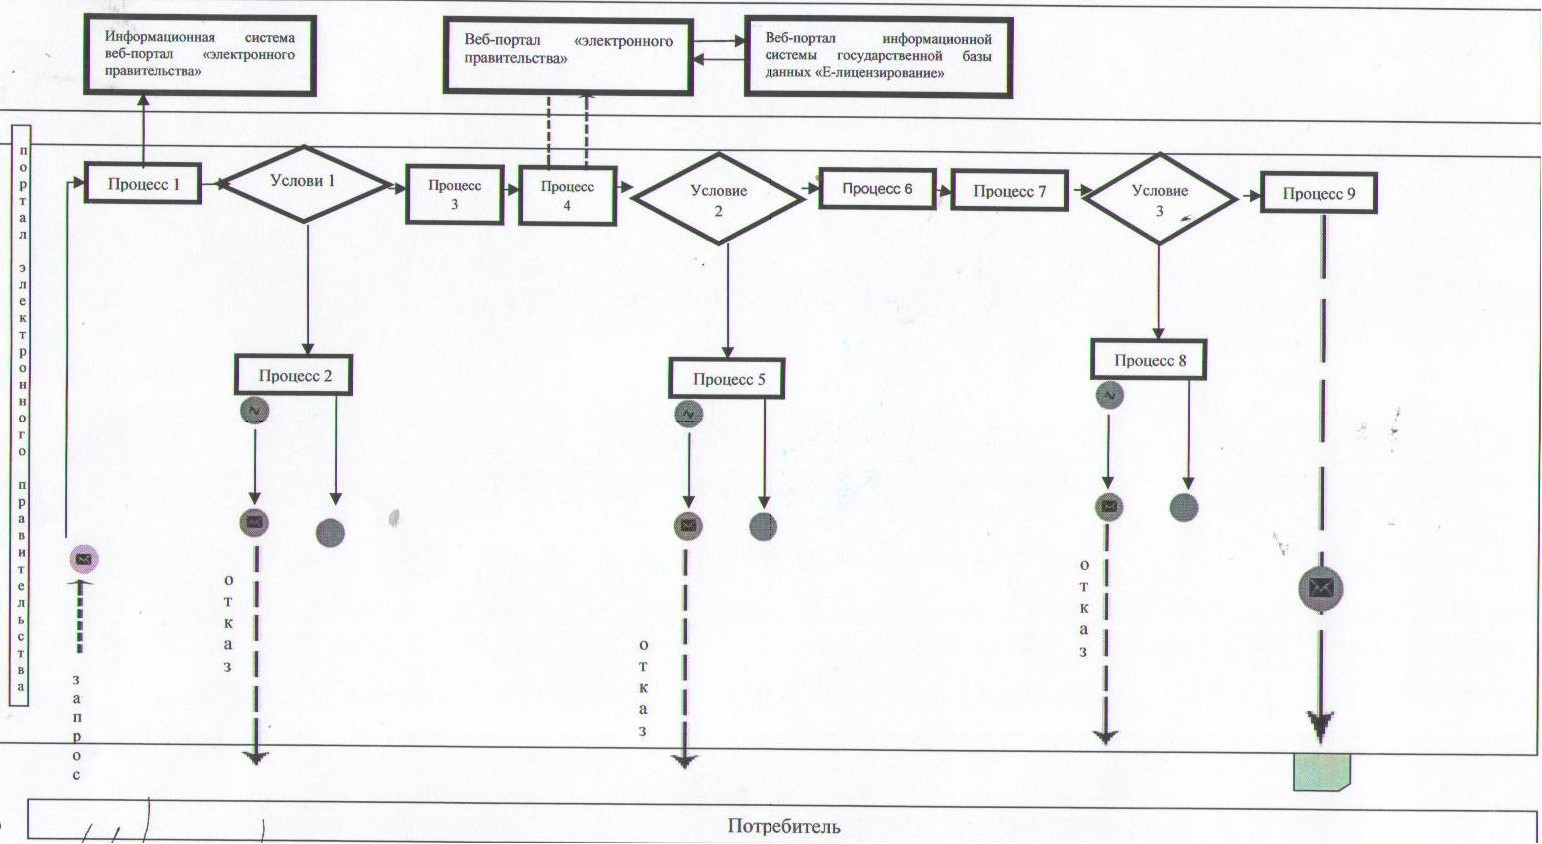 Информационная система
веб-портал «электронного
правительства»
Веб-портал «электронного
правительства»
Веб-портал информационной
системы государственной базы
данных «Е-лицензирование»
портал электронного правительства
Процесс 1
Услови 1
Процесс
3
Процесс
4
Условие
2
Процесс 6
Процесс 7
Условие
3
Процесс 9
Процесс 2
Процесс 5
Процесс 8
отказ
отказ
отказ
запрос
Потребитель